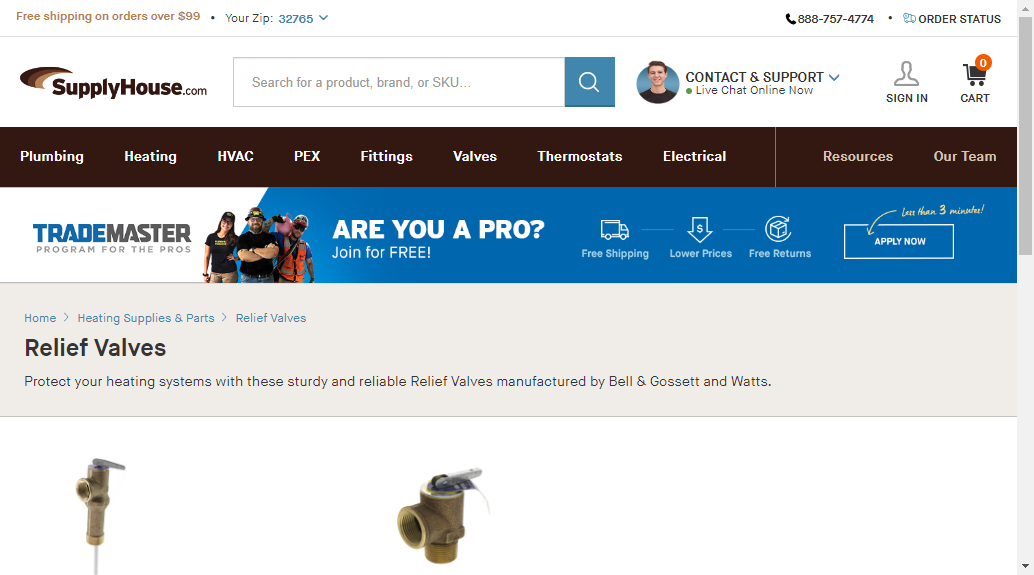 Free shipping on orders over $99 • Your Zip: 32765
888-757-4774 • ORDER STATUS
SupplyHouse.com
Search for a product, brand, or SKU...
CONTACT & SUPPORT
Live Chat Online Now
SIGN IN
0
CART
Plumbing Heating HVAC PEX Fittings Valves Thermostats Electrical Resources Our Team
TRADEMASTER
PROGRAM FOR THE PROS
ARE YOU A PRO?
Join for FREE!
Free Shipping
$
Lower Prices
Free Returns
Less than 3 minutes!
APPLY NOW
Home > Heating Supplies & Parts > Relief Valves
Relief Valves
Protect your heating systems with these sturdy and reliable Relief Valves manufactured by Bell & Gossett and Watts.